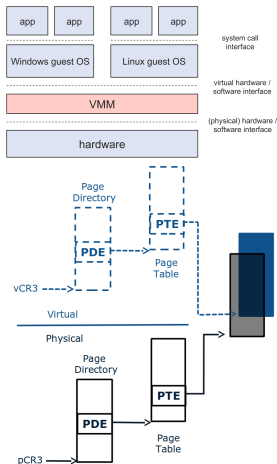 app
app
app
app
system call
interface
Windows guest OS
Linux guest OS
virtual hardware /
software interface
VMM
(physical) hardware /
software interface
hardware
Page
Directory
PTE
PDE
Page
Table
vCR3
Virtual
Physical
Page
Directory
PTE
PDE
Page
Table
pCR3